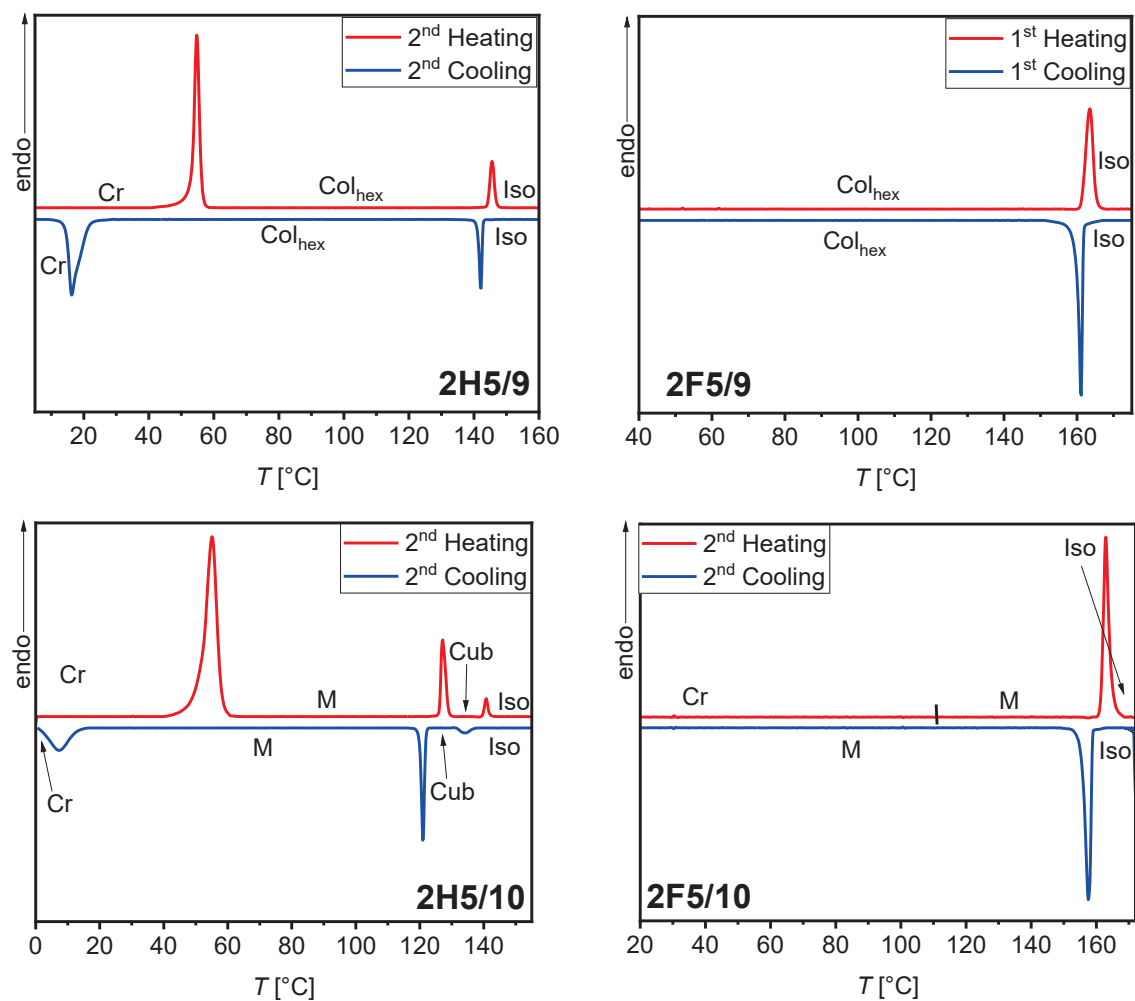 2nd Heating
2nd Cooling
endo
Cr
Colhex
Iso
Colhex
Iso
Cr
2H5/9
20 40 60 80 100 120 140 160
T [°C]
1st Heating
1st Cooling
endo
Colhex
Iso
Colhex
Iso
2F5/9
40 60 80 100 120 140 160
T [°C]
2nd Heating
2nd Cooling
endo
Cr
Cub
M
Iso
M
Iso
Cr
Cub
2H5/10
0 20 40 60 80 100 120 140
T [°C]
2nd Heating
2nd Cooling
endo
Iso
Cr
M
M
Iso
2F5/10
20 40 60 80 100 120 140 160
T [°C]